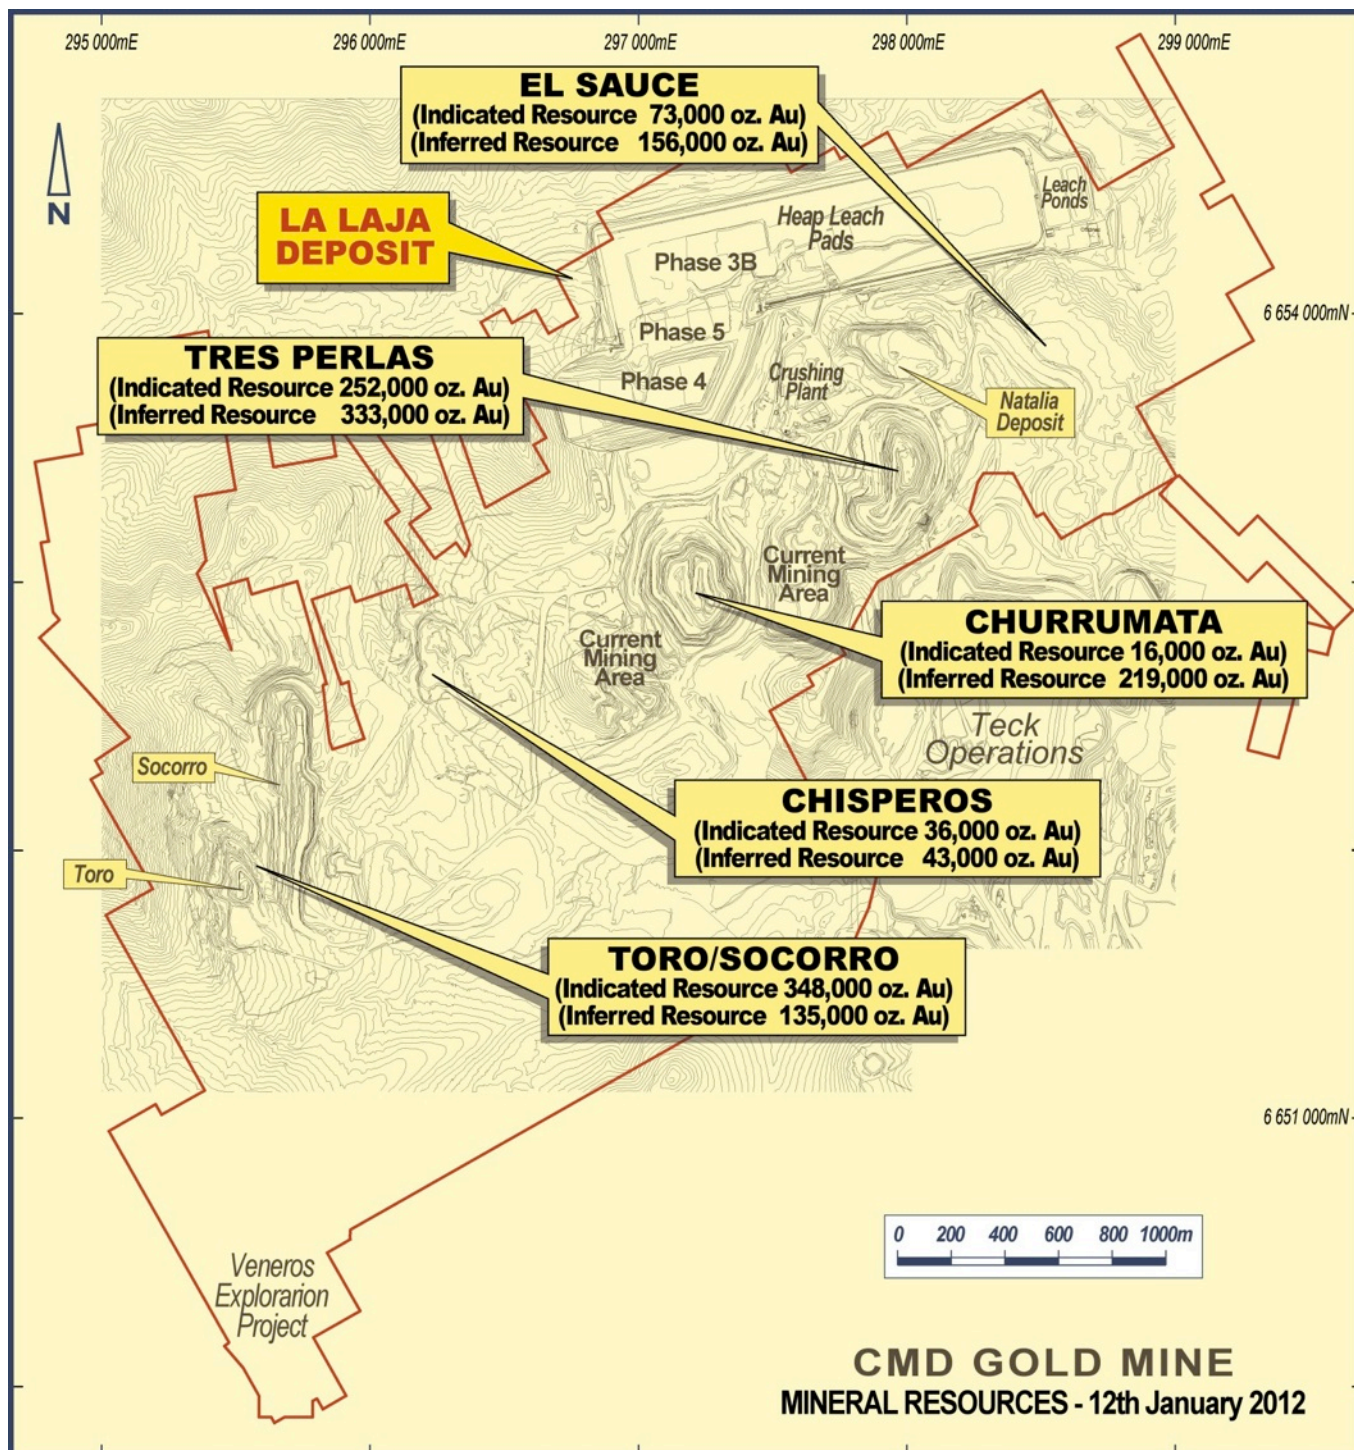 295 000mE
296 000mE
297 000mE
298 000mE
299 000mE
EL SAUCE
(Indicated Resource 73,000 oz. Au)
(Inferred Resource 156,000 oz. Au)
N
LA LAJA
DEPOSIT
Heap Leach
Pads
Leach
Ponds
Phase 3B
6 654 000mN
Phase 5
Phase 4
Crushing
Plant
TRES PERLAS
(Indicated Resource 252,000 oz. Au)
(Inferred Resource 333,000 oz. Au)
Natalia
Deposit
Current
Mining
Area
Current
Mining
Area
CHURRUMATA
(Indicated Resource 16,000 oz. Au)
(Inferred Resource 219,000 oz. Au)
Teck
Operations
Socorro
CHISPEROS
(Indicated Resource 36,000 oz. Au)
(Inferred Resource 43,000 oz. Au)
Toro
TORO/SOCORRO
(Indicated Resource 348,000 oz. Au)
(Inferred Resource 135,000 oz. Au)
6 651 000mN
0 200 400 600 800 1000m
Veneros
Explorarion
Project
CMD GOLD MINE
MINERAL RESOURCES - 12th January 2012